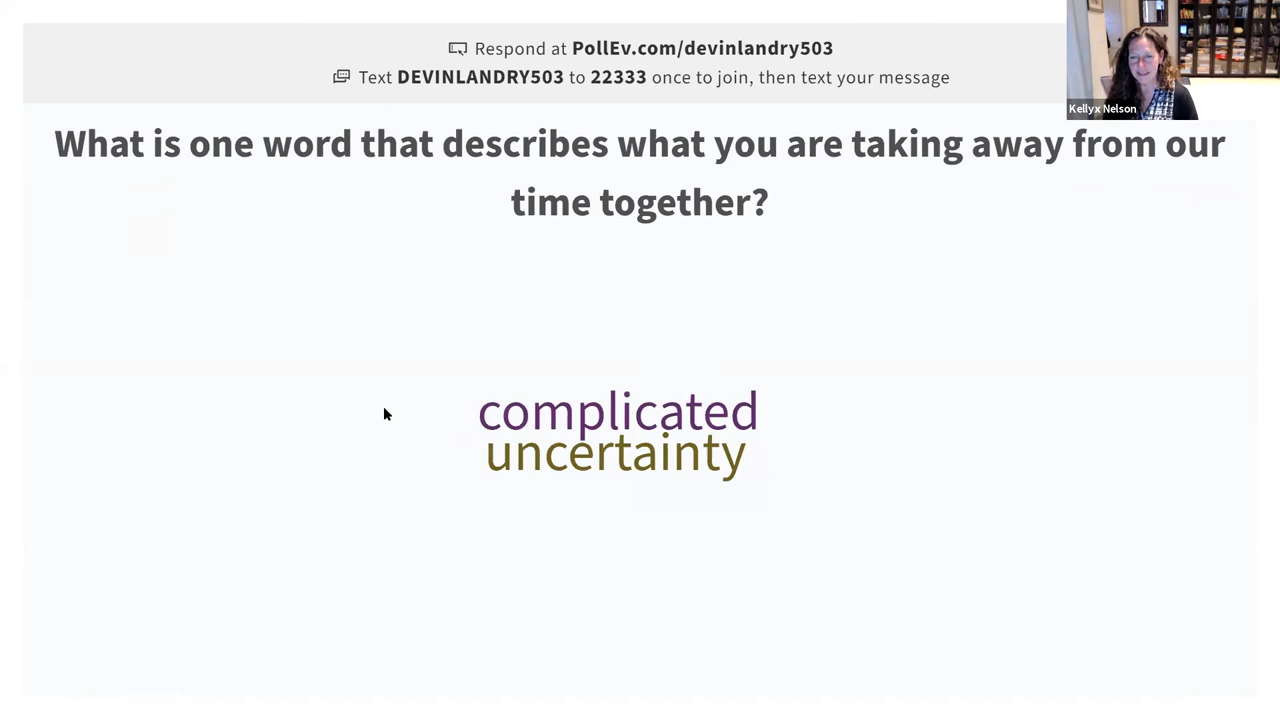 Respond at PollEv.com/devinlandry503
Text DEVINLANDRY503 to 22333 once to join, then text your message
Kellyx Nelson
What is one word that describes what you are taking away from our
time together?
complicated
uncertainty